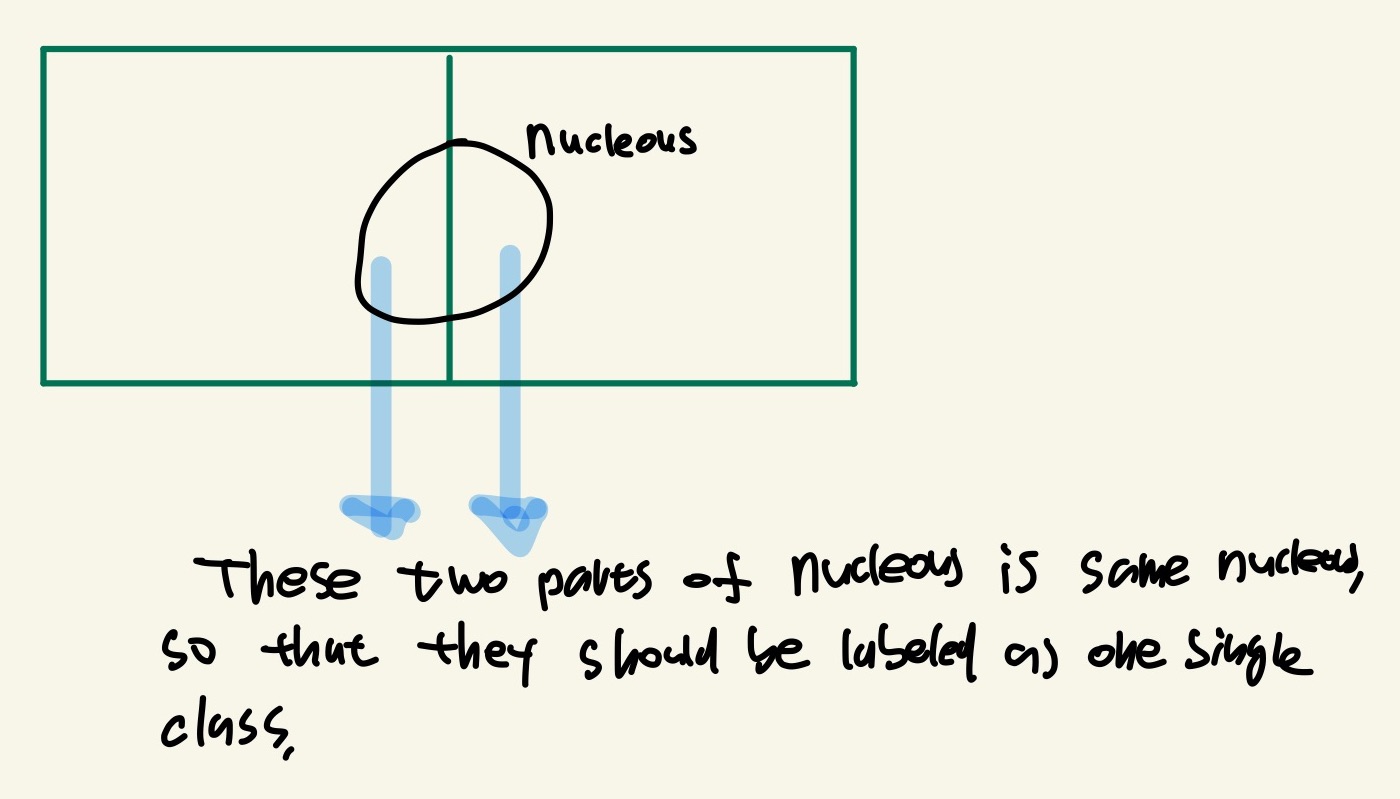 nucleous
These two parts of nucleous is same nucleous,
so that they should be labeled as one single
class,